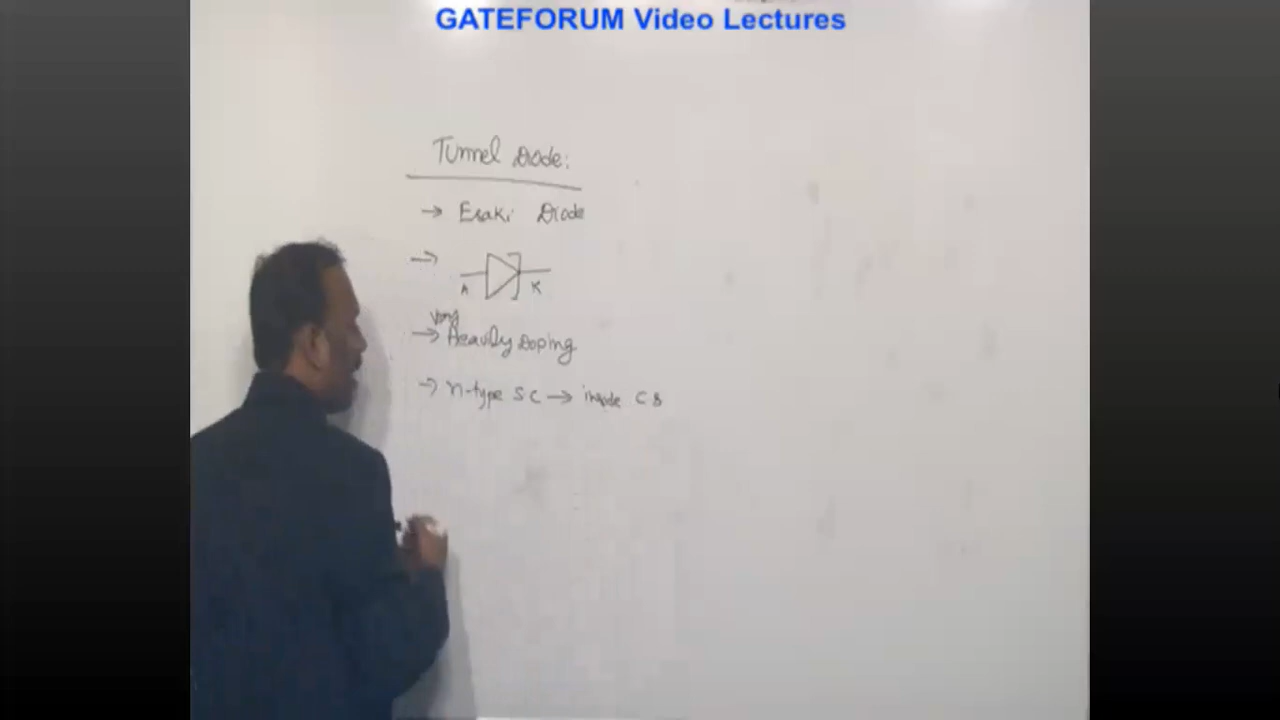 GATEFORUM Video Lectures
Tunnel Diode:
→ Esaki Diode
→
A K
very
→ Heavily Doping
→ n-type SC → inside CB